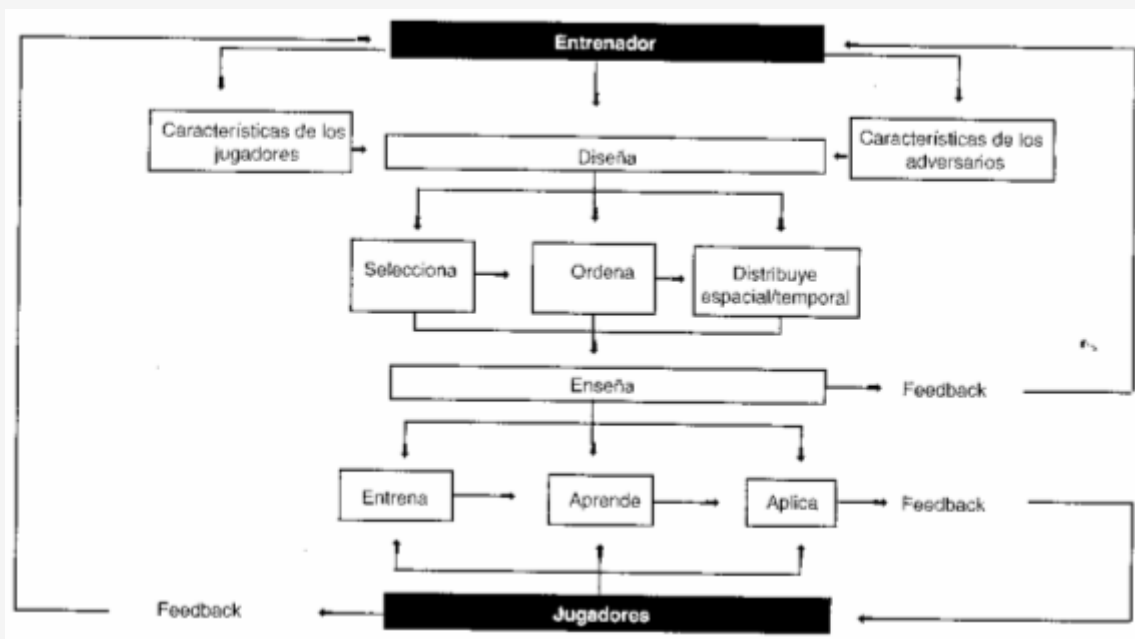 Entrenador
Características de los
jugadores
Características de los
adversarios
Diseña
Selecciona
Ordena
Distribuye
espacial/temporal
Enseña
Feedback
Entrena
Aprende
Aplica
Feedback
Feedback
Jugadores